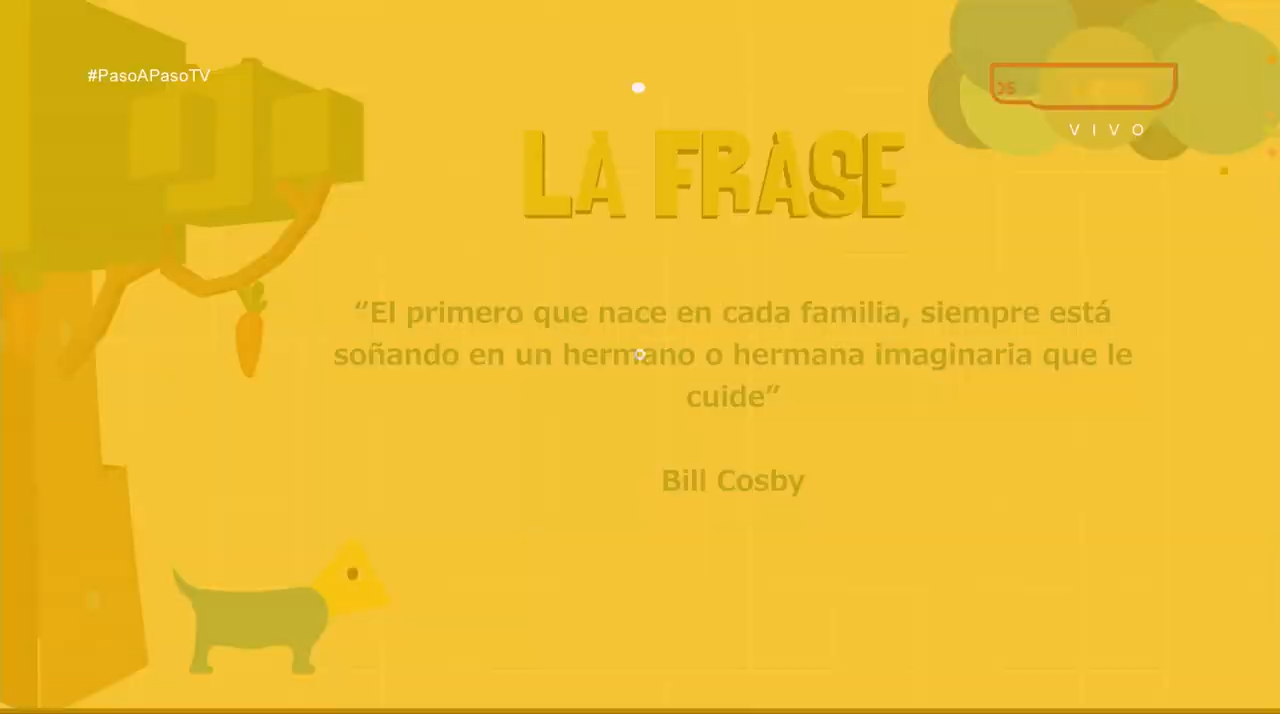 #PasoAPasoTV
VIVO
LA FRASE
“El primero que nace en cada familia, siempre está
soñando en un hermano o hermana imaginaria que le
cuide”
Bill Cosby